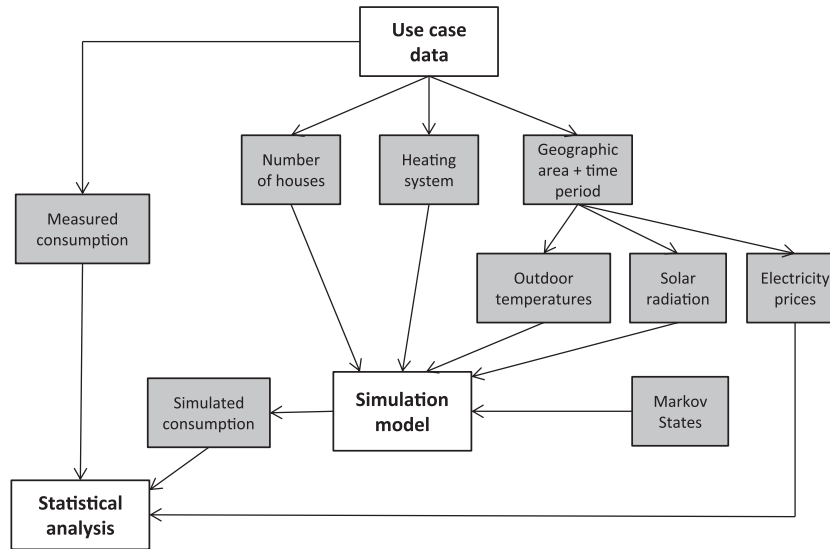 Use case
data
Number
of houses
Heating
system
Geographic
area + time
period
Measured
consumption
Outdoor
temperatures
Solar
radiation
Electricity
prices
Simulated
consumption
Simulation
model
Markov
States
Statistical
analysis